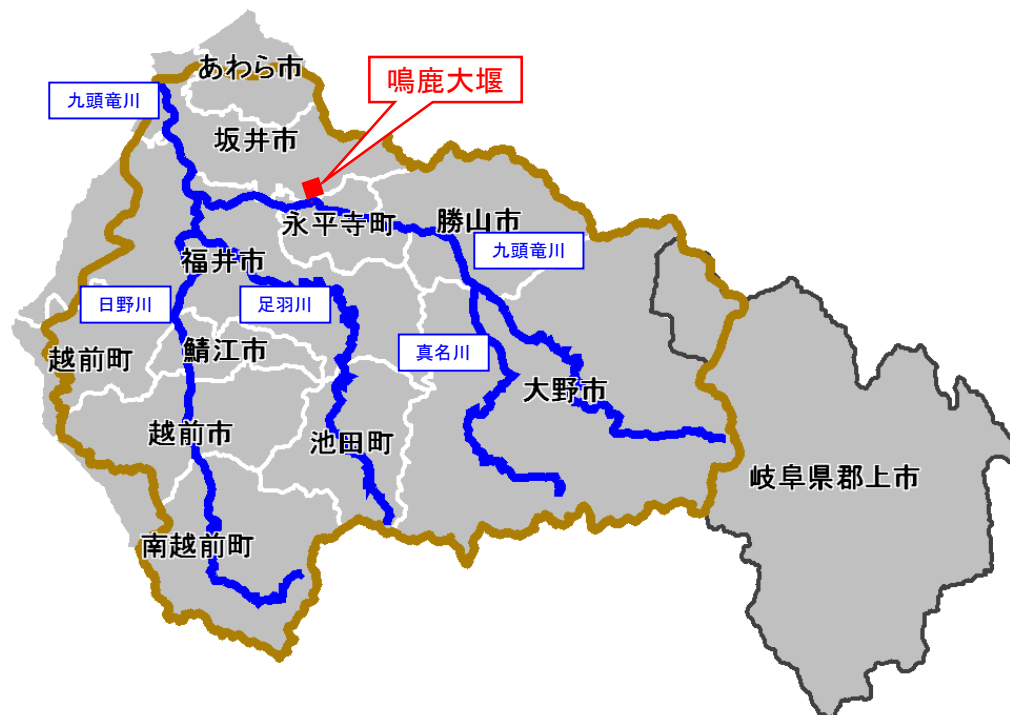 あわら市
鳴鹿大堰
九頭竜川
坂井市
永平寺町
勝山市
九頭竜川
福井市
日野川
足羽川
越前町
鯖江市
真名川
大野市
越前市
池田町
岐阜県郡上市
南越前町